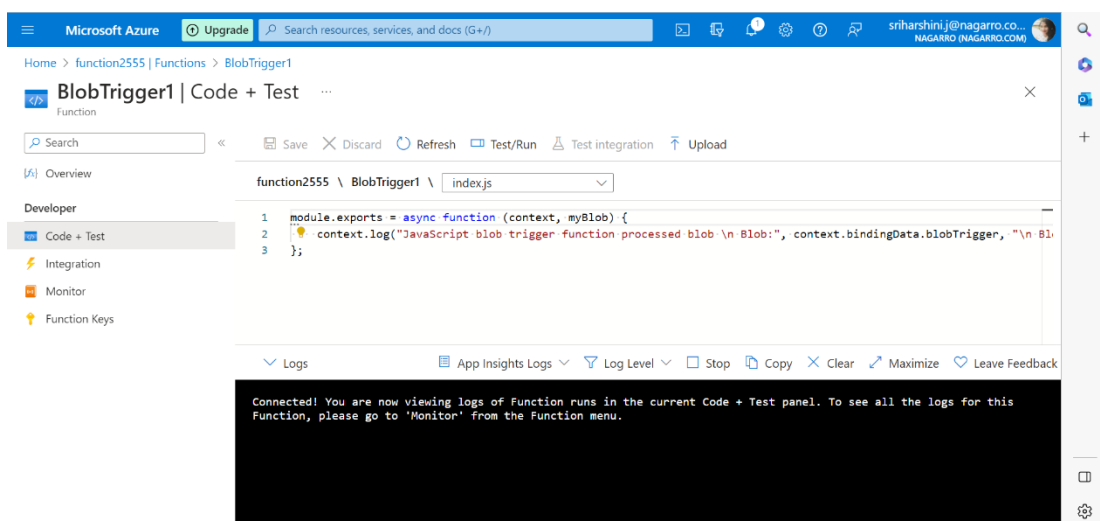 Microsoft Azure Upgrade Search resources, services, and docs (G+/) 1 sriharshini.j@nagarro.co...
NAGARRO (NAGARRO.COM)
Home > function2555 | Functions > BlobTrigger1
BlobTrigger1 | Code + Test ...
Function
Search «
Save Discard Refresh Test/Run Test integration Upload
Overview
Developer
Code + Test
Integration
Monitor
Function Keys
function2555 \ BlobTrigger1 \ index.js
1 module.exports = async function (context, myBlob) {
2 context.log("JavaScript blob trigger function processed blob \n Blob:", context.bindingData.blobTrigger, "\n Bl
3 };
Logs App Insights Logs Log Level Stop Copy Clear Maximize Leave Feedback
Connected! You are now viewing logs of Function runs in the current Code + Test panel. To see all the logs for this
Function, please go to 'Monitor' from the Function menu.